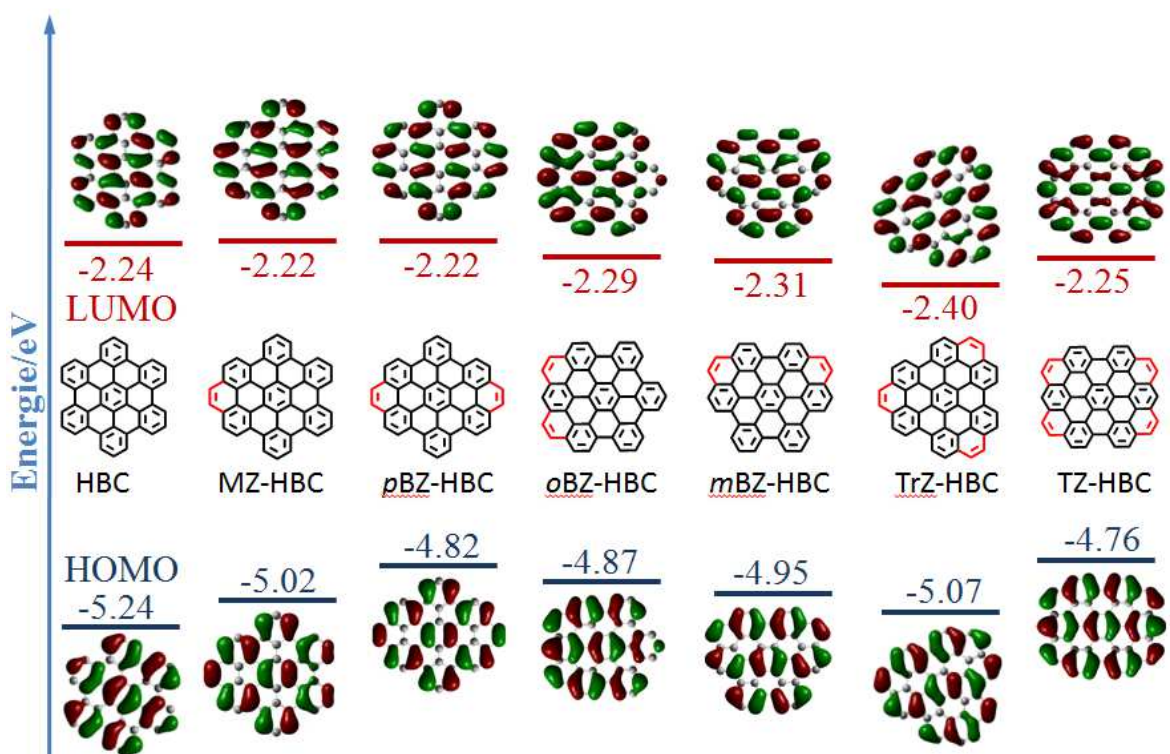 Energie/eV
-2.24
-2.22
-2.22
-2.29
-2.31
-2.40
-2.25
LUMO
HBC
MZ-HBC
pBZ-HBC
oBZ-HBC
mBZ-HBC
TrZ-HBC
TZ-HBC
HOMO
-5.24
-5.02
-4.82
-4.87
-4.95
-5.07
-4.76